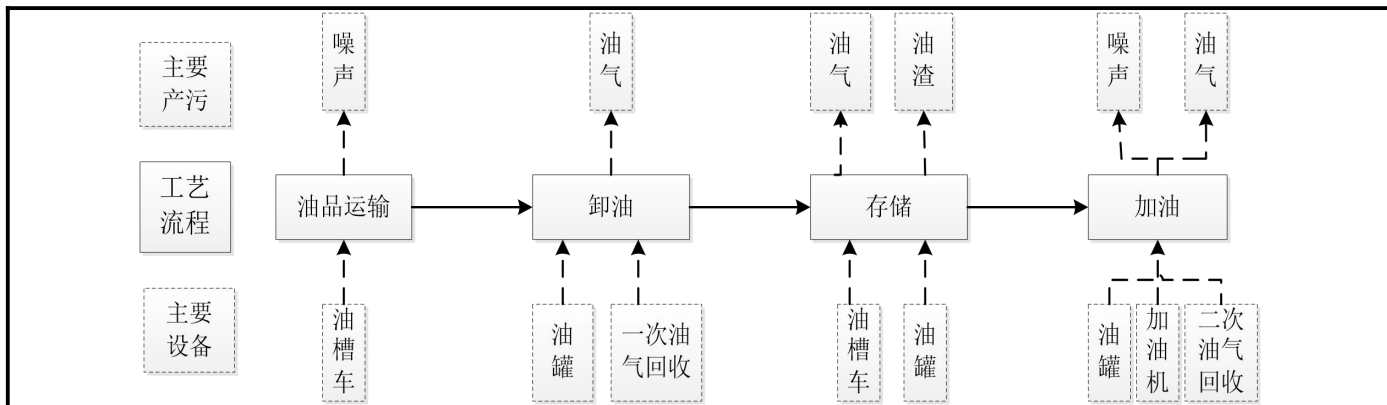 主要
产污
噪
声
油
气
油
气
油
渣
噪
声
油
气
工艺
流程
油品运输
卸油
存储
加油
主要
设备
油
槽
车
油
罐
一次油
气回收
油
槽
车
油
罐
油
罐
加
油
机
二次
油气
回收